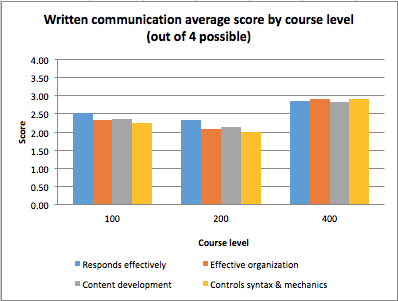 Written communication average score by course level
(out of 4 possible)
4.00
3.50
3.00
2.50
2.00
1.50
1.00
0.50
0.00
Score
100 200 400
Course level
Responds effectively Effective organization
Content development Controls syntax & mechanics